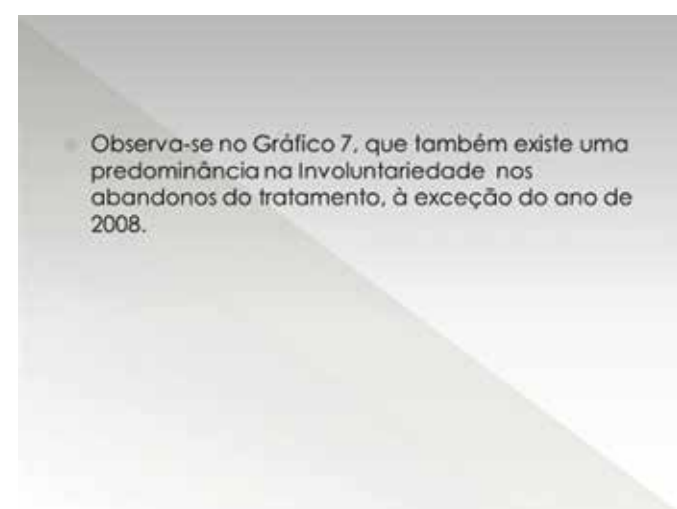 Observa-se no Gráfico 7, que também existe uma
predominância na Involuntariedade nos
abandonos do tratamento, à exceção do ano de
2008.